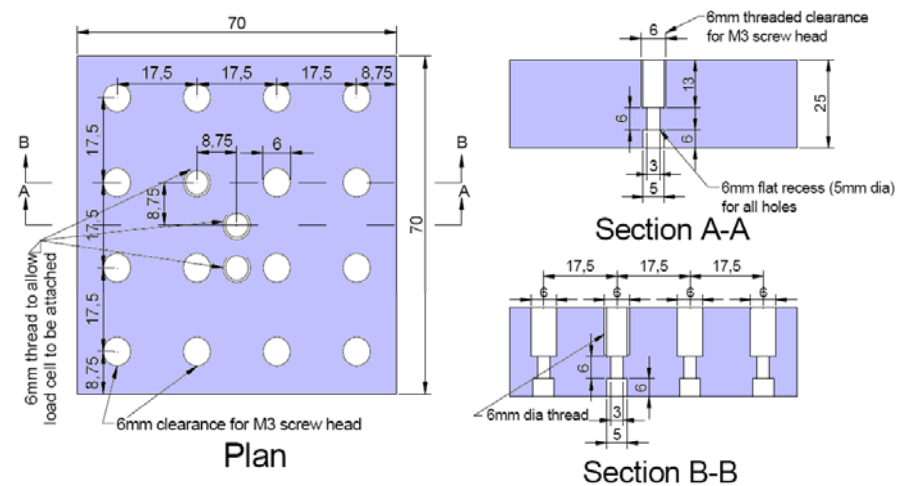 70
17,5 17,5 17,5 8,75
17,5
B B
8,75 6
A A
8,75
17,5
70
17,5
8,75
6mm thread to allow
load cell to be attached
6mm clearance for M3 screw head
Plan
6mm threaded clearance
for M3 screw head
6
13
25
6
6
3
5
6mm flat recess (5mm dia)
for all holes
Section A-A
17,5 17,5 17,5
6 6 6 6
6
6
6mm dia thread
3
5
Section B-B